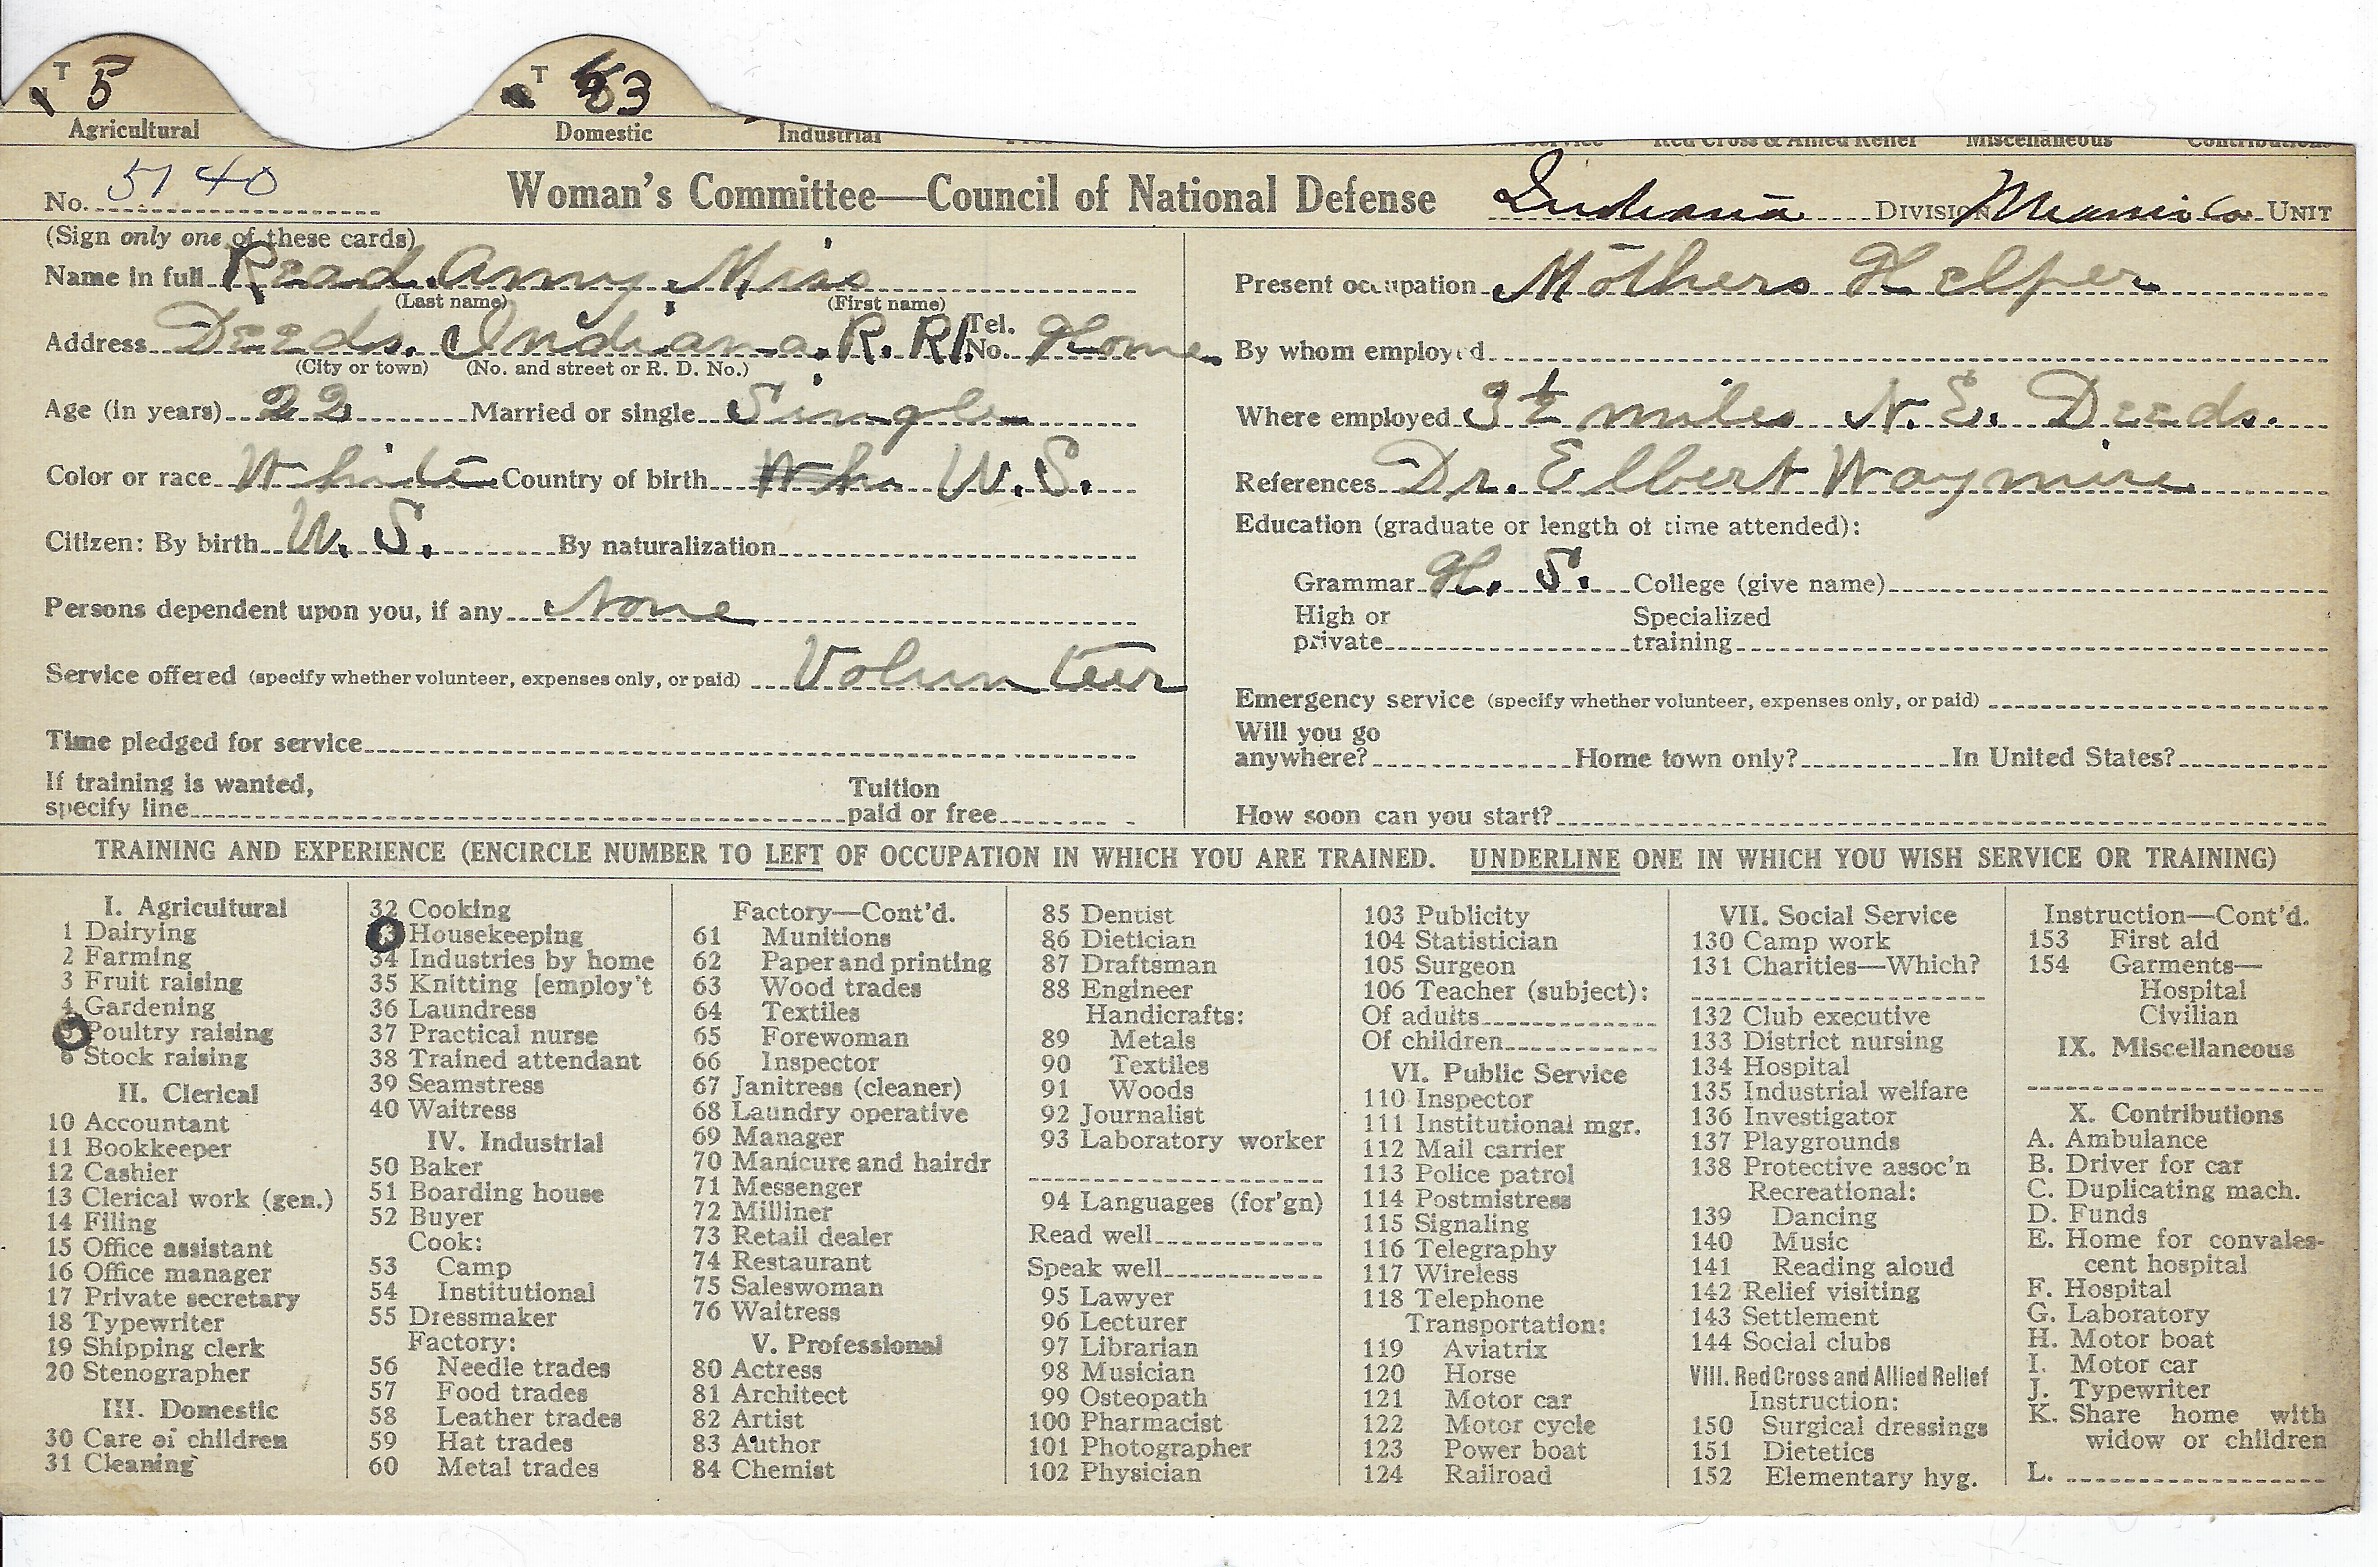 T 5
T 33
Agricultural Domestic Industrial Red Cross & Allied Relief Miscellaneous Contributions
No. 5140 Woman's Committee—Council of National Defense Indiana DIVISION Miami Co. UNIT
(Sign only one of these cards)
Name in full Read. Amy, Miss
(Last name) (First name)
Address Deeds, Indiana. R. R1. Tel. No. Home.
(City or town) (No. and street or R. D. No.)
Age (in years) 22 Married or single Single
Color or race White Country of birth Wh U.S.
Citizen: By birth U. S. By naturalization
Persons dependent upon you, if any None
Service offered (specify whether volunteer, expenses only, or paid) Volunteer
Time pledged for service
If training is wanted,
specify line
Tuition
paid or free
Present occupation Mothers Helper
By whom employed
Where employed 3½ miles N. E. Deeds.
References Dr. Elbert Waymire
Education (graduate or length of time attended):
Grammar H. S. College (give name)
High or
private
Specialized
training
Emergency service (specify whether volunteer, expenses only, or paid)
Will you go
anywhere? Home town only? In United States?
How soon can you start?
TRAINING AND EXPERIENCE (ENCIRCLE NUMBER TO LEFT OF OCCUPATION IN WHICH YOU ARE TRAINED. UNDERLINE ONE IN WHICH YOU WISH SERVICE OR TRAINING)
I. Agricultural
1 Dairying
2 Farming
3 Fruit raising
4 Gardening
5 Poultry raising
6 Stock raising
II. Clerical
10 Accountant
11 Bookkeeper
12 Cashier
13 Clerical work (gen.)
14 Filing
15 Office assistant
16 Office manager
17 Private secretary
18 Typewriter
19 Shipping clerk
20 Stenographer
III. Domestic
30 Care of children
31 Cleaning
32 Cooking
33 Housekeeping
34 Industries by home
35 Knitting [employ't
36 Laundress
37 Practical nurse
38 Trained attendant
39 Seamstress
40 Waitress
IV. Industrial
50 Baker
51 Boarding house
52 Buyer
Cook:
53 Camp
54 Institutional
55 Dressmaker
Factory:
56 Needle trades
57 Food trades
58 Leather trades
59 Hat trades
60 Metal trades
Factory—Cont'd.
61 Munitions
62 Paper and printing
63 Wood trades
64 Textiles
65 Forewoman
66 Inspector
67 Janitress (cleaner)
68 Laundry operative
69 Manager
70 Manicure and hairdr
71 Messenger
72 Milliner
73 Retail dealer
74 Restaurant
75 Saleswoman
76 Waitress
V. Professional
80 Actress
81 Architect
82 Artist
83 Author
84 Chemist
85 Dentist
86 Dietician
87 Draftsman
88 Engineer
Handicrafts:
89 Metals
90 Textiles
91 Woods
92 Journalist
93 Laboratory worker
94 Languages (for'gn)
Read well
Speak well
95 Lawyer
96 Lecturer
97 Librarian
98 Musician
99 Osteopath
100 Pharmacist
101 Photographer
102 Physician
103 Publicity
104 Statistician
105 Surgeon
106 Teacher (subject):
Of adults
Of children
VI. Public Service
110 Inspector
111 Institutional mgr.
112 Mail carrier
113 Police patrol
114 Postmistress
115 Signaling
116 Telegraphy
117 Wireless
118 Telephone
Transportation:
119 Aviatrix
120 Horse
121 Motor car
122 Motor cycle
123 Power boat
124 Railroad
VII. Social Service
130 Camp work
131 Charities—Which?
132 Club executive
133 District nursing
134 Hospital
135 Industrial welfare
136 Investigator
137 Playgrounds
138 Protective assoc'n
Recreational:
139 Dancing
140 Music
141 Reading aloud
142 Relief visiting
143 Settlement
144 Social clubs
VIII. Red Cross and Allied Relief
Instruction:
150 Surgical dressings
151 Dietetics
152 Elementary hyg.
Instruction—Cont'd.
153 First aid
154 Garments—
Hospital
Civilian
IX. Miscellaneous
X. Contributions
A. Ambulance
B. Driver for car
C. Duplicating mach.
D. Funds
E. Home for convales-
cent hospital
F. Hospital
G. Laboratory
H. Motor boat
I. Motor car
J. Typewriter
K. Share home with
widow or children
L.